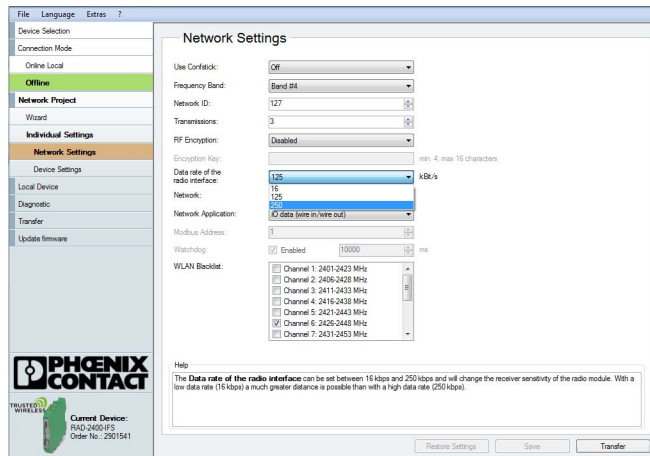 File Language Extras ?
Device Selection
Connection Mode
Online Local
Offline
Network Project
Wizard
Individual Settings
Network Settings
Device Settings
Local Device
Diagnostic
Transfer
Update firmware
PHOENIX
CONTACT
TRUSTED
WIRELESS
Current Device:
RAD-2400-IFS
Order No.: 2901541
Network Settings
Use Confstick: Off
Frequency Band: Band #4
Network ID: 127
Transmissions: 3
RF Encryption: Disabled
Encryption Key: min. 4, max 16 characters
Data rate of the
radio interface: 125 kBit/s
16
Network: 125
250
Network Application: IO data (wire in/wire out)
Modbus Address: 1
Watchdog: Enabled 10000 ms
WLAN Blacklist:
Channel 1: 2401-2423 MHz
Channel 2: 2406-2428 MHz
Channel 3: 2411-2433 MHz
Channel 4: 2416-2438 MHz
Channel 5: 2421-2443 MHz
Channel 6: 2426-2448 MHz
Channel 7: 2431-2453 MHz
Help
The Data rate of the radio interface can be set between 16 kbps and 250 kbps and will change the receiver sensitivity of the radio module. With a
low data rate (16 kbps) a much greater distance is possible than with a high data rate (250 kbps).
Restore Settings Save Transfer